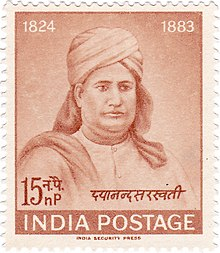 1824 1883
15 न.पै.
nP
दयानन्दसरस्वती
INDIA POSTAGE
INDIA SECURITY PRESS